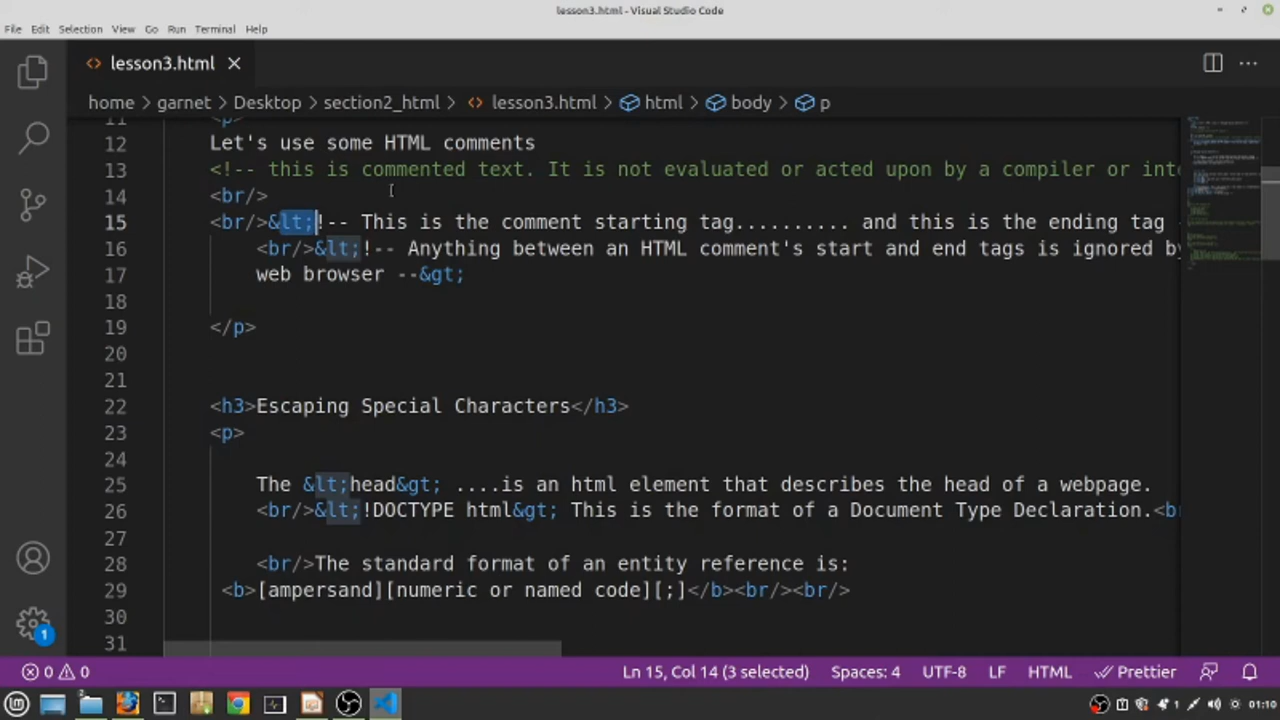 lesson3.html - Visual Studio Code
File Edit Selection View Go Run Terminal Help
lesson3.html
home garnet Desktop section2_html lesson3.html html body p
11 <p>
12 Let's use some HTML comments
13 <!-- this is commented text. It is not evaluated or acted upon by a compiler or inte
14 <br/>
15 <br/>&lt;!-- This is the comment starting tag.......... and this is the ending tag -
16 <br/>&lt;!-- Anything between an HTML comment's start and end tags is ignored by
17 web browser --&gt;
18
19 </p>
20
21
22 <h3>Escaping Special Characters</h3>
23 <p>
24
25 The &lt;head&gt; ....is an html element that describes the head of a webpage.
26 <br/>&lt;!DOCTYPE html&gt; This is the format of a Document Type Declaration.<b
27
28 <br/>The standard format of an entity reference is:
29 <b>[ampersand][numeric or named code][;]</b><br/><br/>
30
31
1
0 0 Ln 15, Col 14 (3 selected) Spaces: 4 UTF-8 LF HTML Prettier
1 01:10